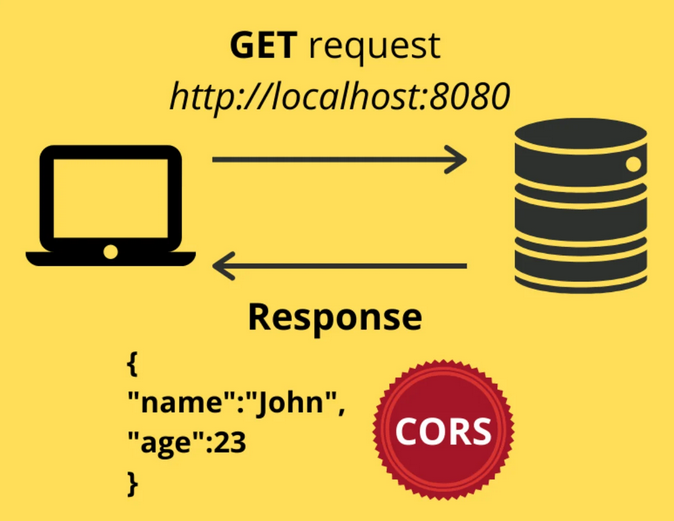 GET request
http://localhost:8080
Response
{
"name":"John",
"age":23
}
CORS